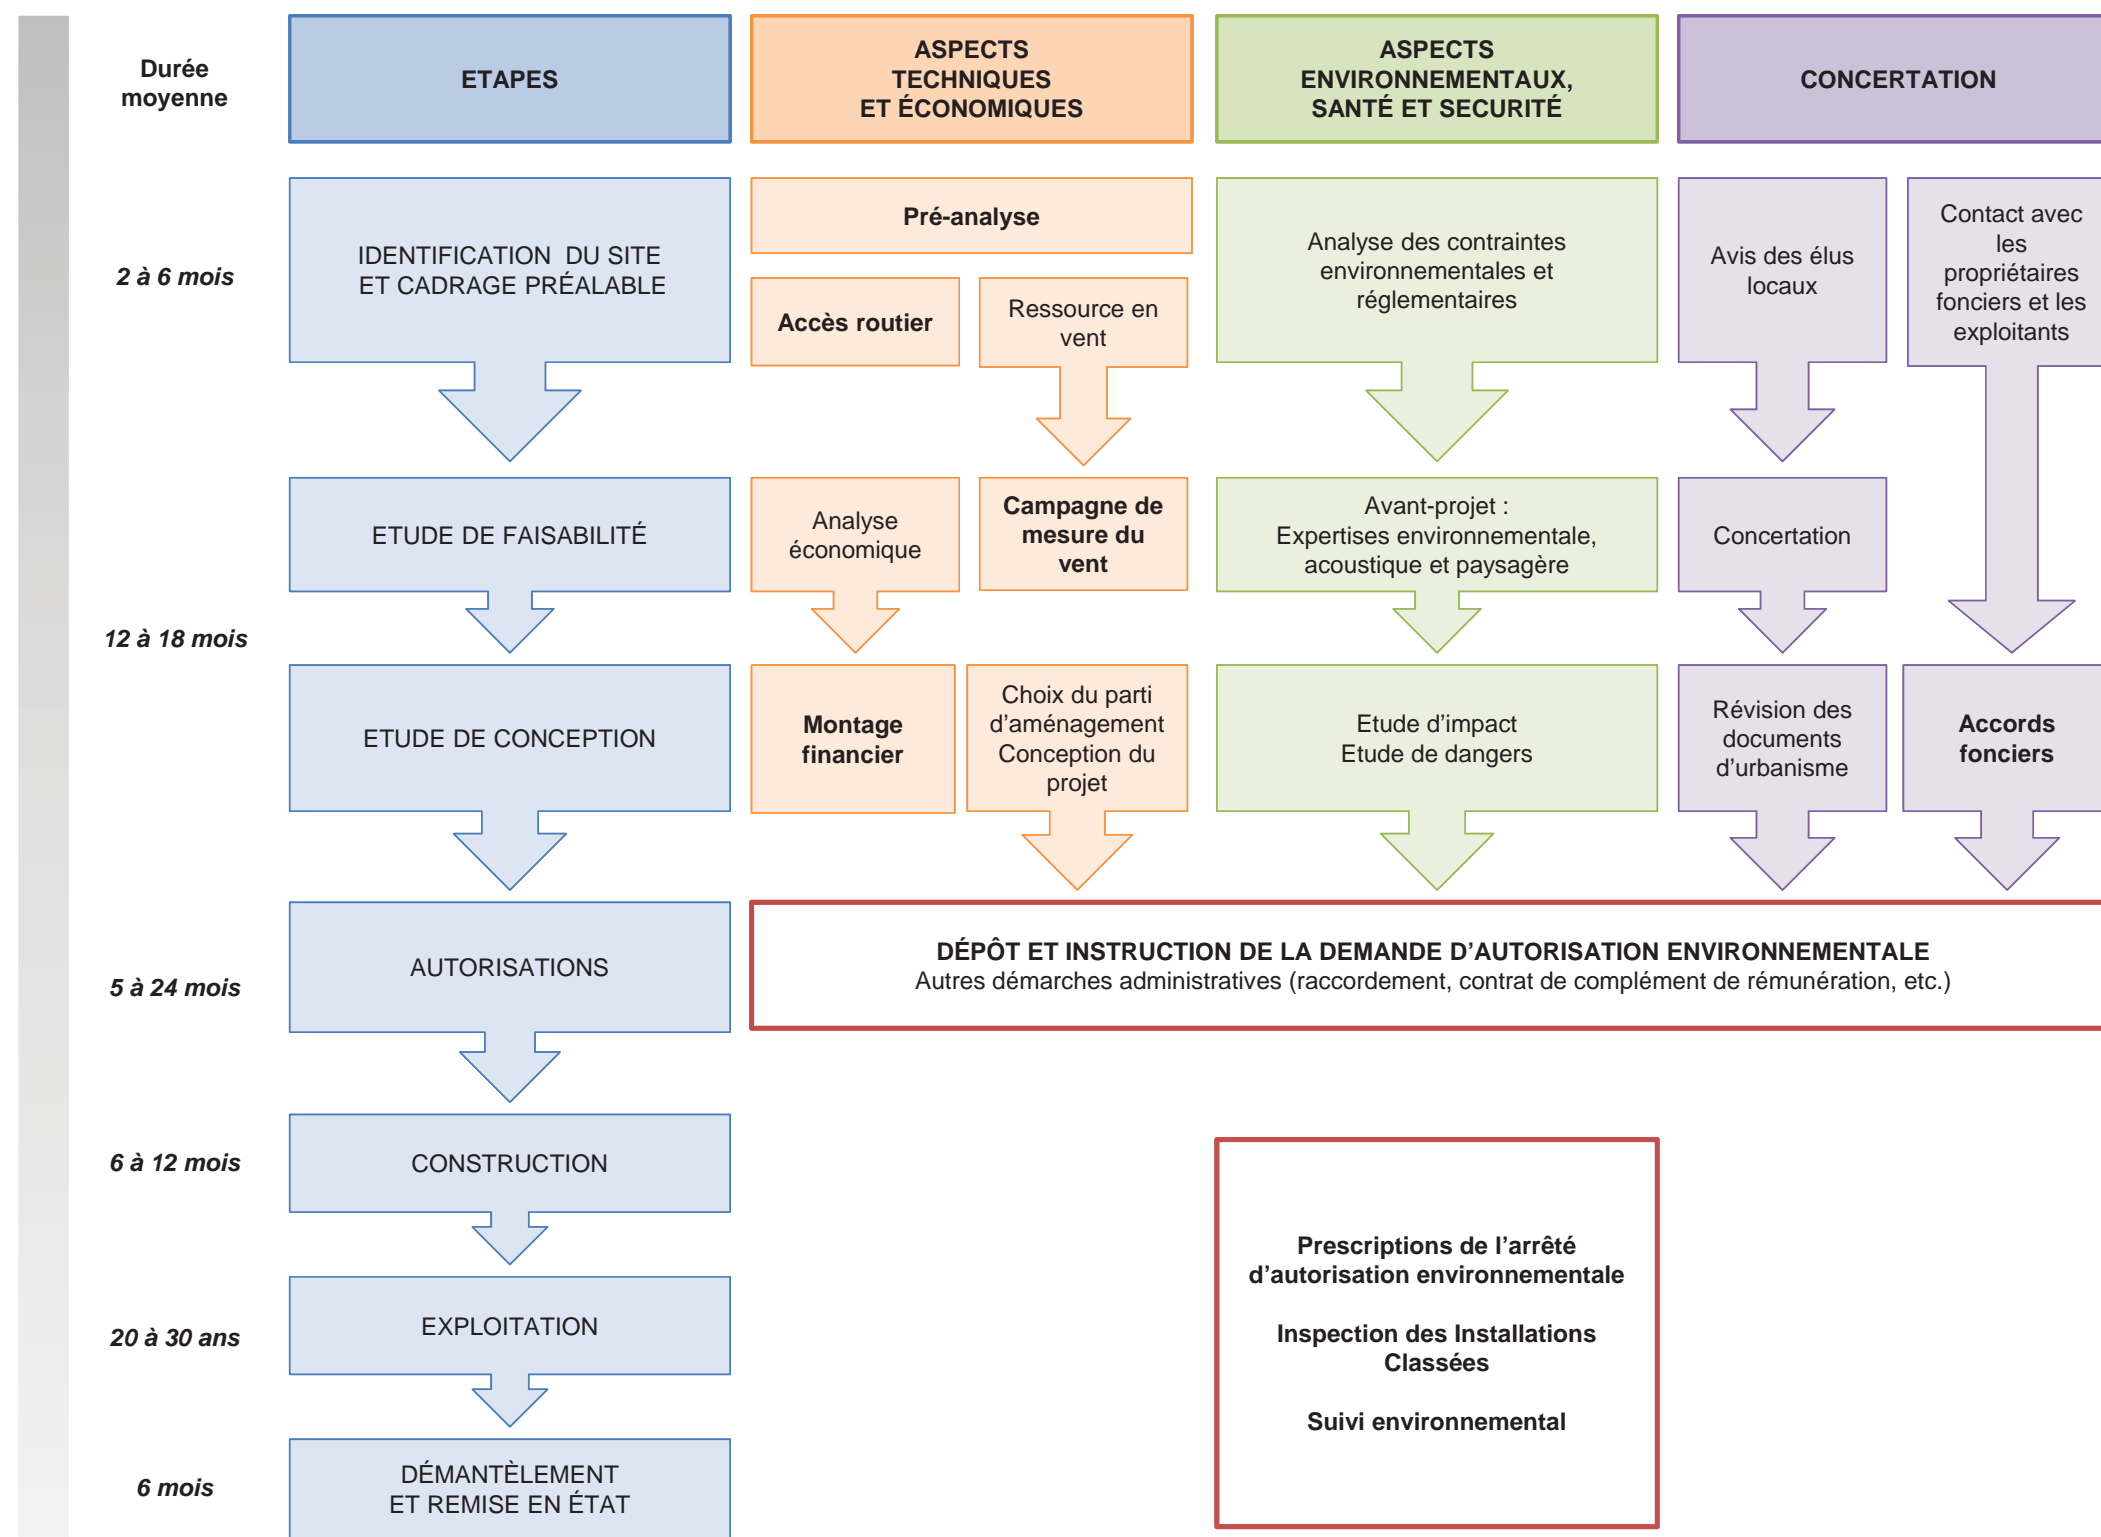 Durée
moyenne
ETAPES
ASPECTS
TECHNIQUES
ET ÉCONOMIQUES
ASPECTS
ENVIRONNEMENTAUX,
SANTÉ ET SECURITÉ
CONCERTATION
2 à 6 mois
IDENTIFICATION DU SITE
ET CADRAGE PRÉALABLE
Pré-analyse
Accès routier
Ressource en
vent
Analyse des contraintes
environnementales et
réglementaires
Avis des élus
locaux
Contact avec
les
propriétaires
fonciers et les
exploitants
ETUDE DE FAISABILITÉ
Analyse
économique
Campagne de
mesure du
vent
Avant-projet :
Expertises environnementale,
acoustique et paysagère
Concertation
12 à 18 mois
ETUDE DE CONCEPTION
Montage
financier
Choix du parti
d’aménagement
Conception du
projet
Etude d’impact
Etude de dangers
Révision des
documents
d’urbanisme
Accords
fonciers
5 à 24 mois
AUTORISATIONS
DÉPÔT ET INSTRUCTION DE LA DEMANDE D’AUTORISATION ENVIRONNEMENTALE
Autres démarches administratives (raccordement, contrat de complément de rémunération, etc.)
6 à 12 mois
CONSTRUCTION
20 à 30 ans
EXPLOITATION
Prescriptions de l’arrêté
d’autorisation environnementale
Inspection des Installations
Classées
Suivi environnemental
6 mois
DÉMANTÈLEMENT
ET REMISE EN ÉTAT